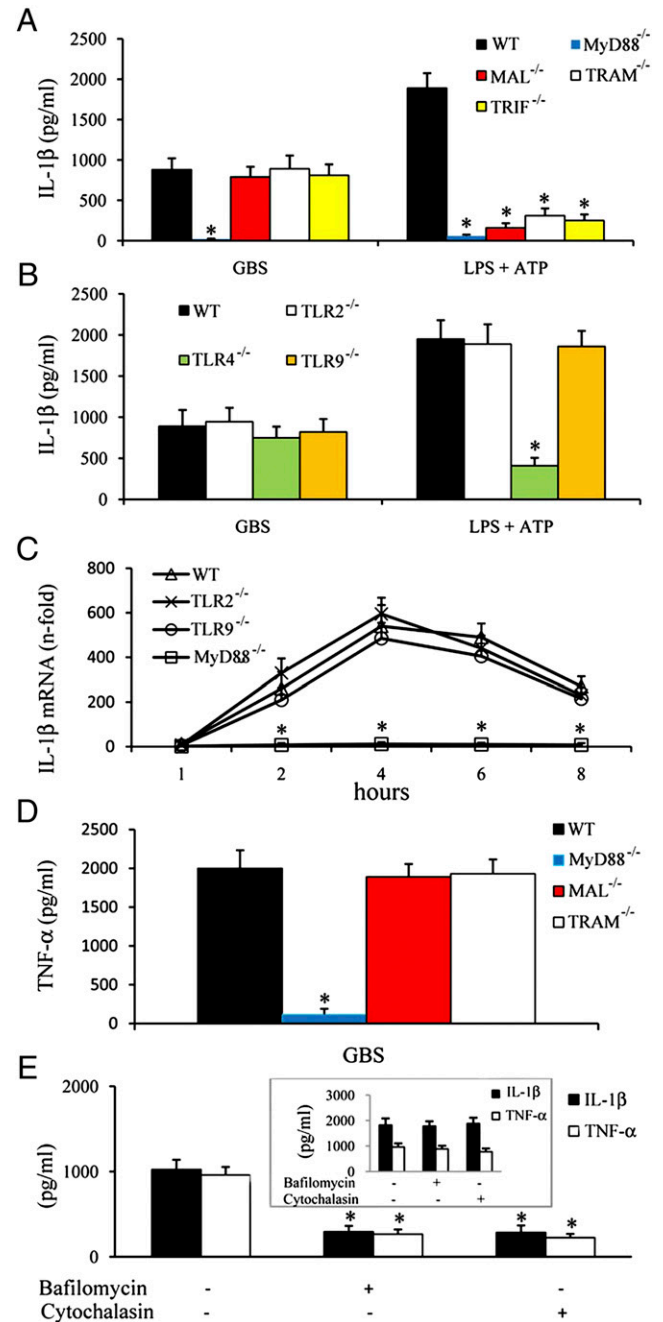 A
WT
MyD88-/-
MAL-/-
TRAM-/-
TRIF-/-
IL-1β (pg/ml)
2500
2000
1500
1000
500
0
*
* * * *
GBS
LPS + ATP
B
WT
TLR2-/-
TLR4-/-
TLR9-/-
IL-1β (pg/ml)
2500
2000
1500
1000
500
0
*
GBS
LPS + ATP
C
WT
TLR2-/-
TLR9-/-
MyD88-/-
IL-1β mRNA (n-fold)
800
600
400
200
0
* * * *
1 2 4 6 8
hours
D
WT
MyD88-/-
MAL-/-
TRAM-/-
TNF-α (pg/ml)
2500
2000
1500
1000
500
0
*
GBS
E
IL-1β
TNF-α
(pg/ml)
2000
1000
0
IL-1β
TNF-α
(pg/ml)
3000
2000
1000
0
Bafilomycin - + -
Cytochalasin - - +
* * * *
Bafilomycin - + -
Cytochalasin - - +